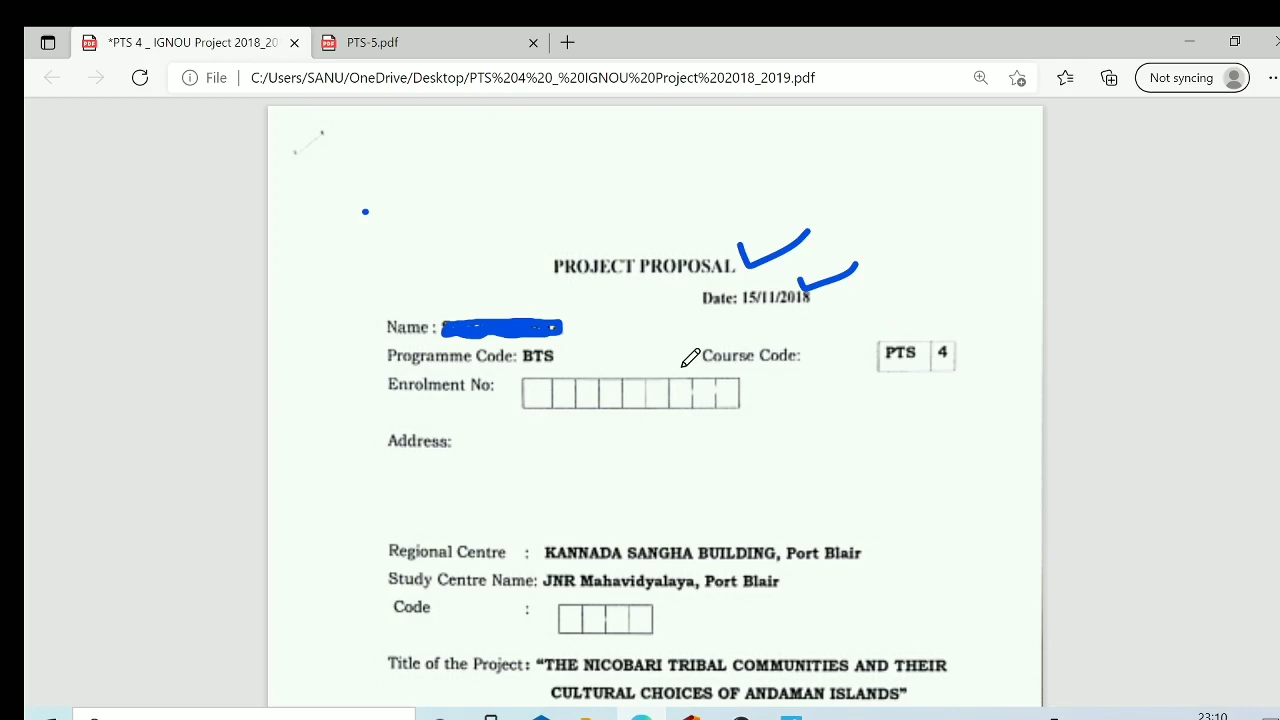 *PTS 4 _ IGNOU Project 2018_20
PTS-5.pdf
File
C:/Users/SANU/OneDrive/Desktop/PTS%204%20_%20IGNOU%20Project%202018_2019.pdf
Not syncing
PROJECT PROPOSAL
Date: 15/11/2018
Name :
Programme Code: BTS
Course Code:
PTS 4
Enrolment No:
Address:
Regional Centre : KANNADA SANGHA BUILDING, Port Blair
Study Centre Name: JNR Mahavidyalaya, Port Blair
Code :
Title of the Project: “THE NICOBARI TRIBAL COMMUNITIES AND THEIR
CULTURAL CHOICES OF ANDAMAN ISLANDS”
23:10